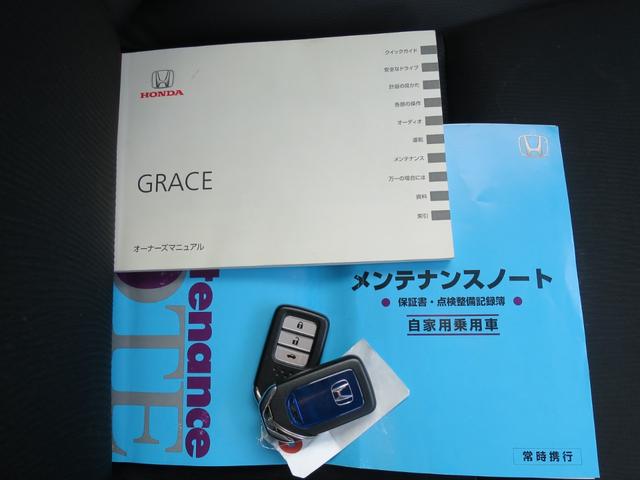 HONDA
GRACE
オーナーズマニュアル
クイックガイド
安全なドライブ
計器の見かた
各部の操作
オーディオ
運転
メンテナンス
万一の場合には
資料
索引
メンテナンスノート
保証書・点検整備記録簿
自家用乗用車
常時携行
tenance
OTE